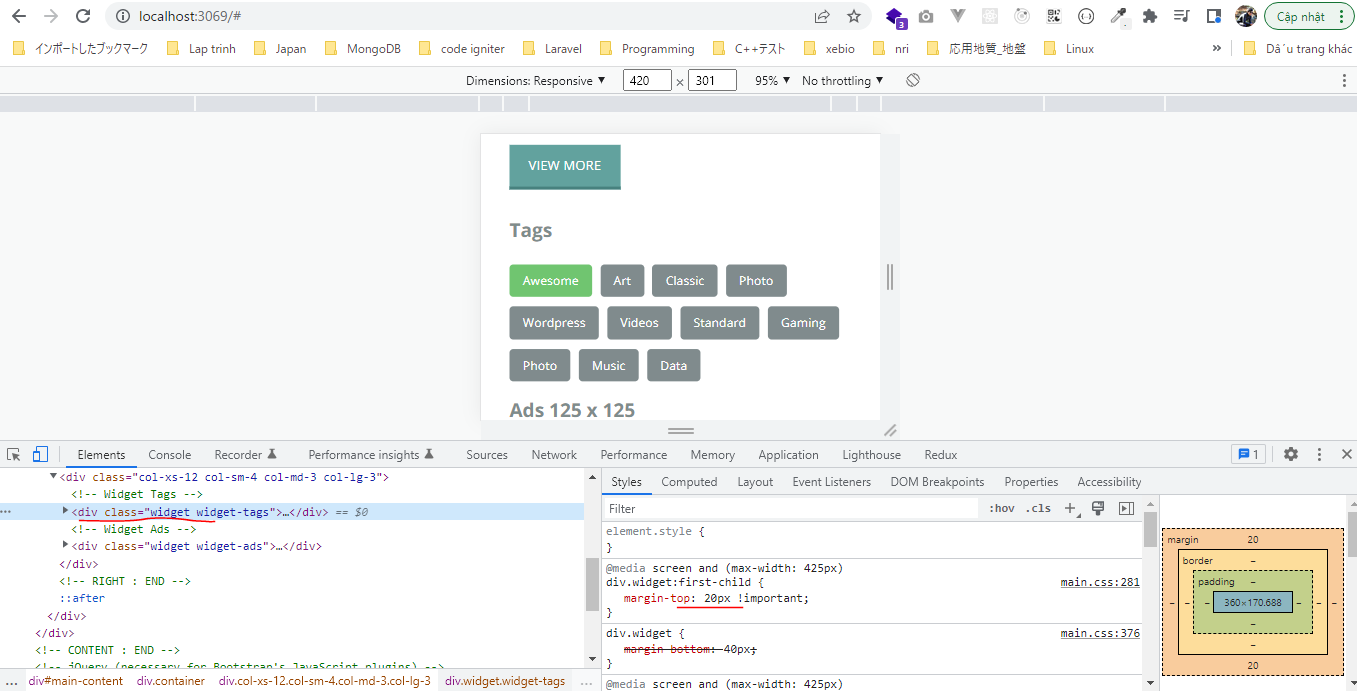 localhost:3069/#
3
Cập nhật
インポートしたブックマーク Lap trinh Japan MongoDB code igniter Laravel Programming C++テスト xebio nri 応用地質_地盤 Linux » Dấu trang khác
Dimensions: Responsive ▼ 420 × 301 95% ▼ No throttling ▼
VIEW MORE
Tags
Awesome Art Classic Photo
Wordpress Videos Standard Gaming
Photo Music Data
Ads 125 x 125
Elements Console Recorder Performance insights Sources Network Performance Memory Application Lighthouse Redux 1
▼<div class="col-xs-12 col-sm-4 col-md-3 col-lg-3">
<!-- Widget Tags -->
… ▶<div class="widget widget-tags">…</div> == $0
<!-- Widget Ads -->
▶<div class="widget widget-ads">…</div>
</div>
<!-- RIGHT : END -->
::after
</div>
</div>
<!-- CONTENT : END -->
<!-- jQuery (necessary for Bootstrap's JavaScript plugins) -->
… div#main-content div.container div.col-xs-12.col-sm-4.col-md-3.col-lg-3 div.widget.widget-tags …
Styles Computed Layout Event Listeners DOM Breakpoints Properties Accessibility
Filter :hov .cls +
element.style {
}
@media screen and (max-width: 425px)
div.widget:first-child { main.css:281
margin-top: 20px !important;
}
div.widget { main.css:376
margin-bottom: 40px;
}
@media screen and (max-width: 425px)
margin 20
border –
padding –
– – – 360×170.688 – – –
–
–
20